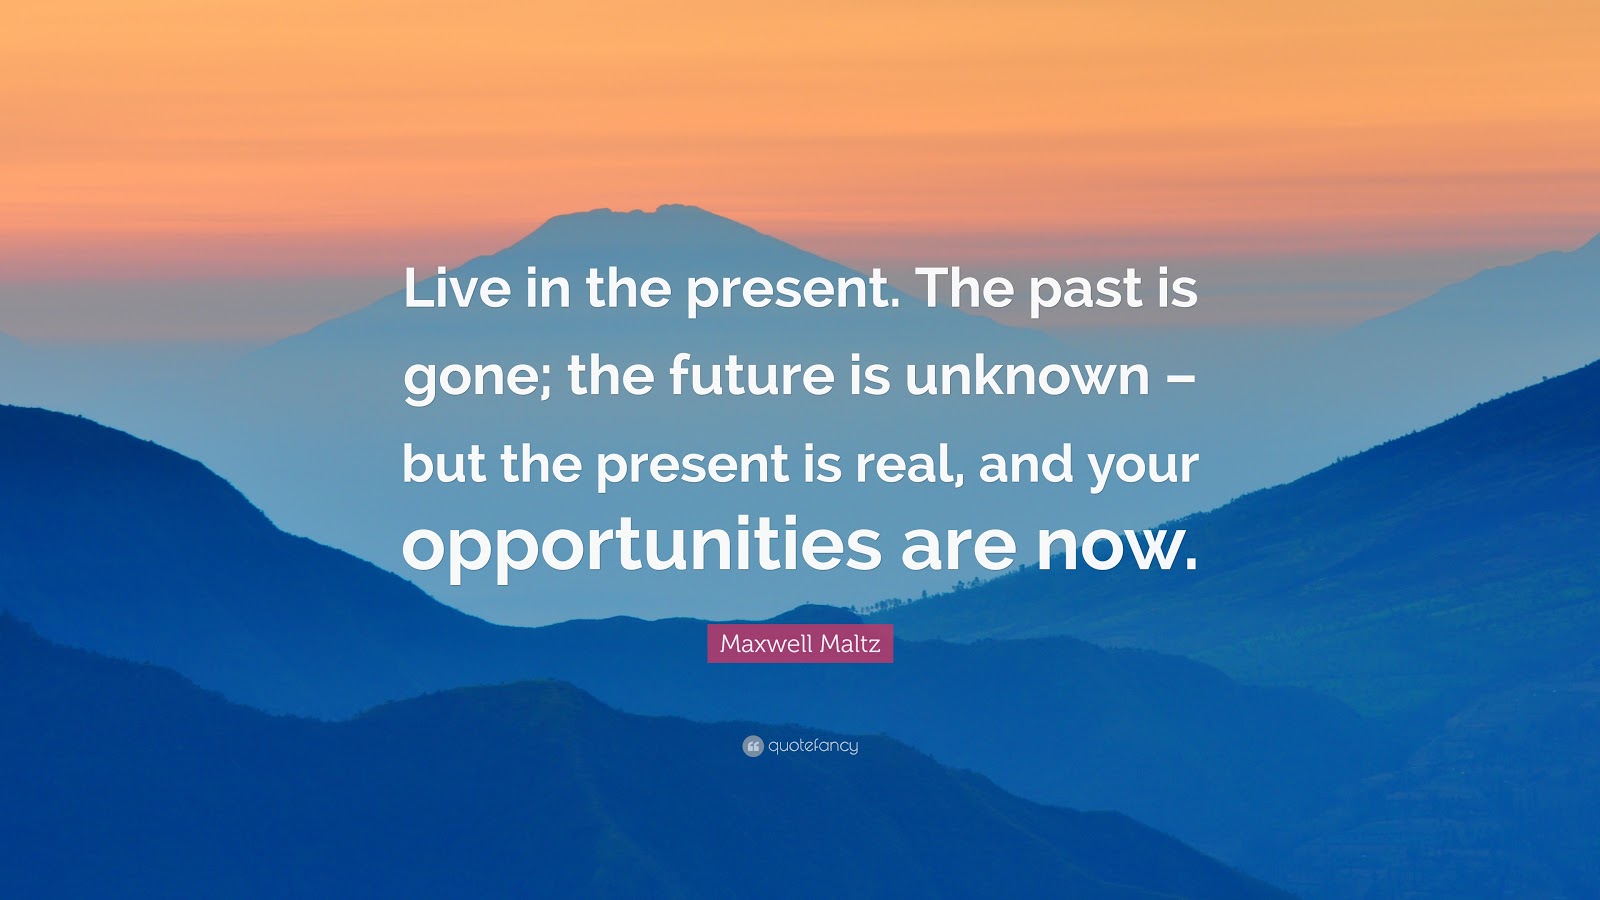 Live in the present. The past is
gone; the future is unknown –
but the present is real, and your
opportunities are now.
Maxwell Maltz
quotefancy